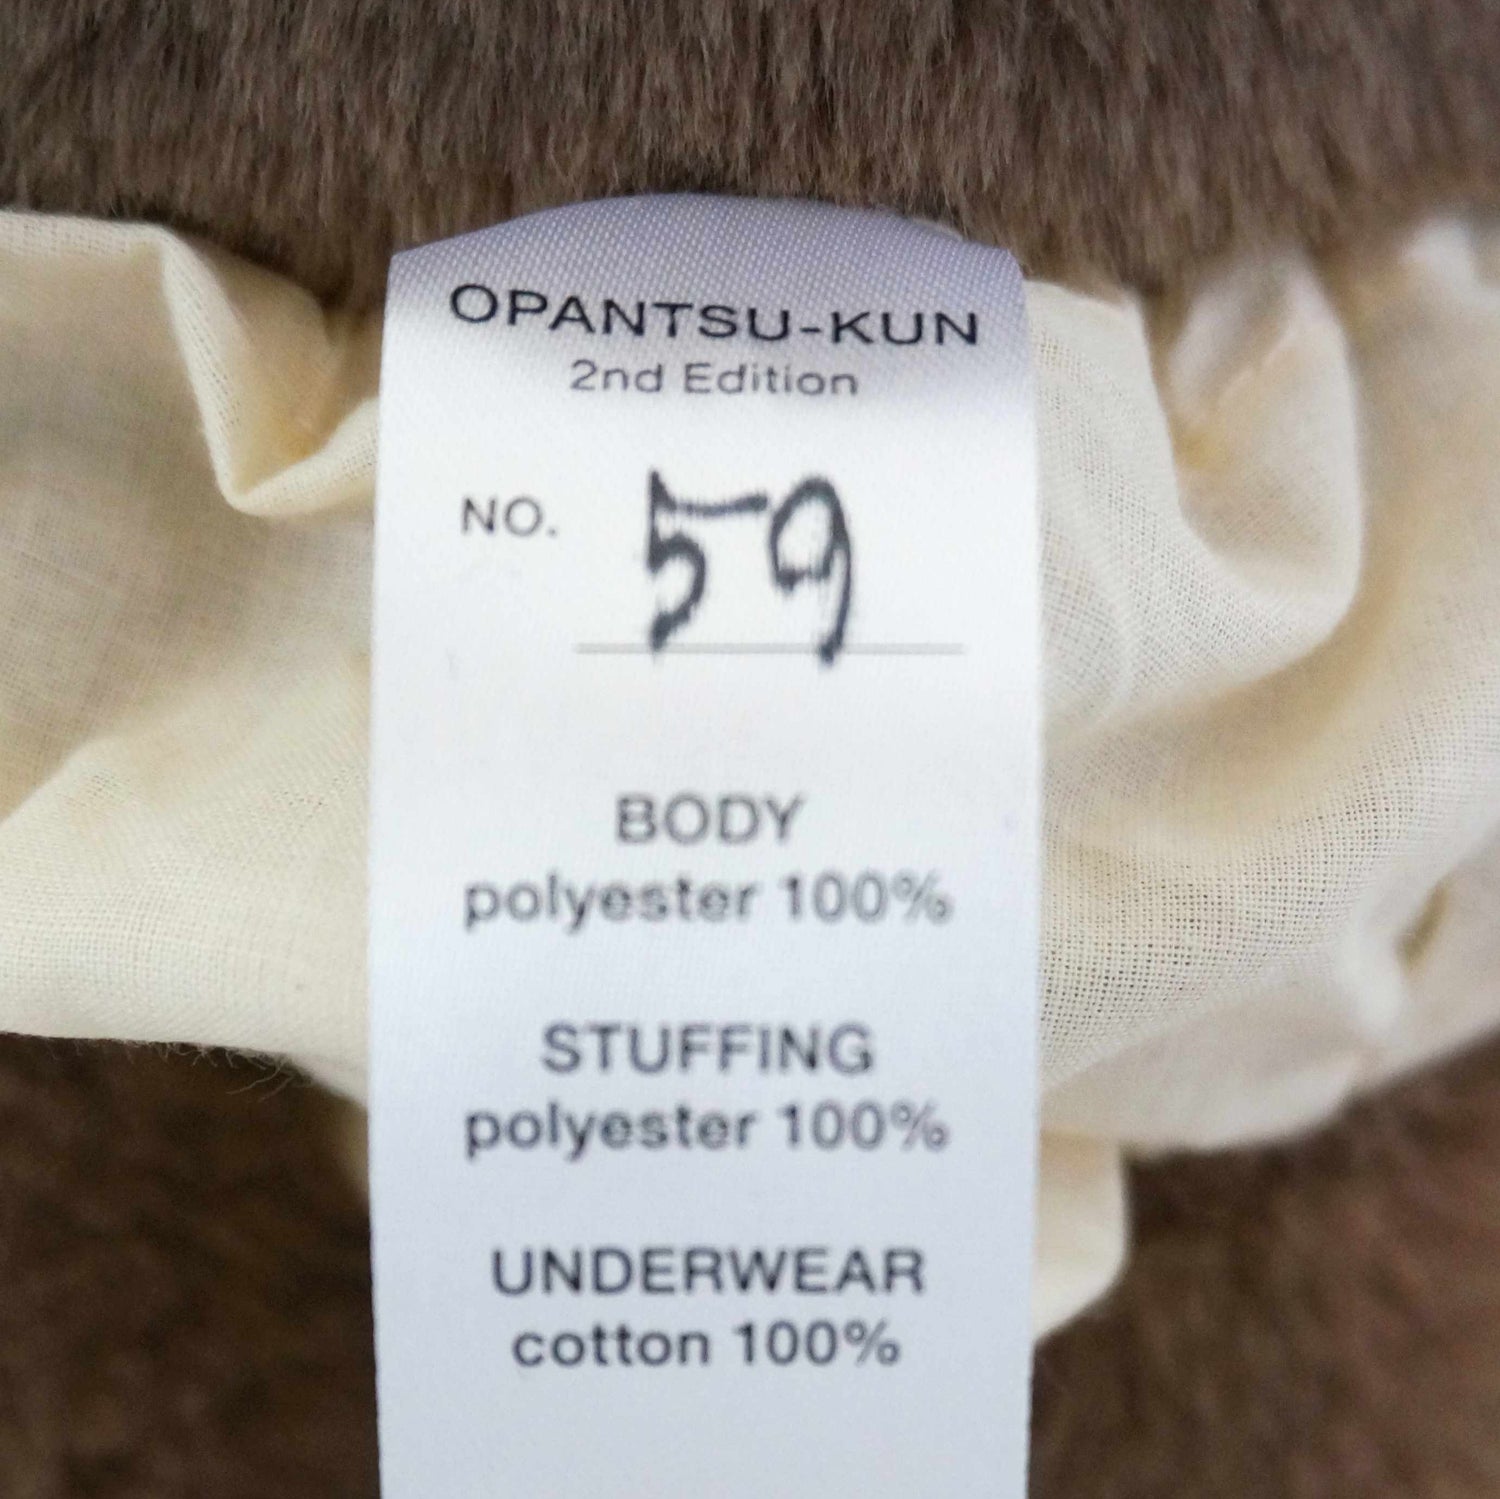 OPANTSU-KUN
2nd Edition
NO. 59
BODY
polyester 100%
STUFFING
polyester 100%
UNDERWEAR
cotton 100%